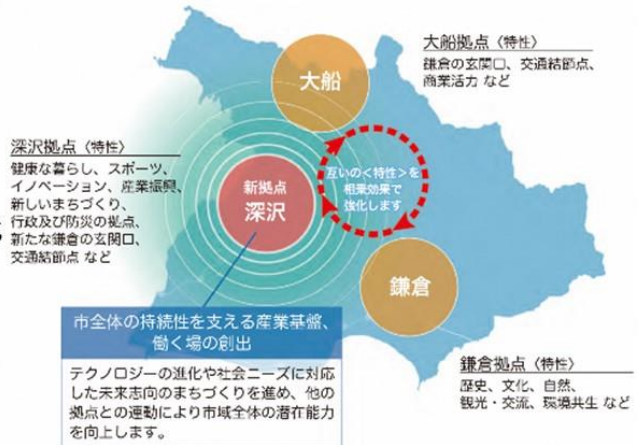 大船拠点〈特性〉
鎌倉の玄関口、交通結節点、
商業活力 など
大船
深沢拠点〈特性〉
健康な暮らし、スポーツ、
イノベーション、産業振興、
新しいまちづくり、
行政及び防災の拠点、
新たな鎌倉の玄関口、
交通結節点 など
新拠点
深沢
互いの<特性>を
相乗効果で
強化します
鎌倉
市全体の持続性を支える産業基盤、
働く場の創出
テクノロジーの進化や社会ニーズに対応
した未来志向のまちづくりを進め、他の
拠点との連動により市域全体の潜在能力
を向上します。
鎌倉拠点〈特性〉
歴史、文化、自然、
観光・交流、環境共生 など